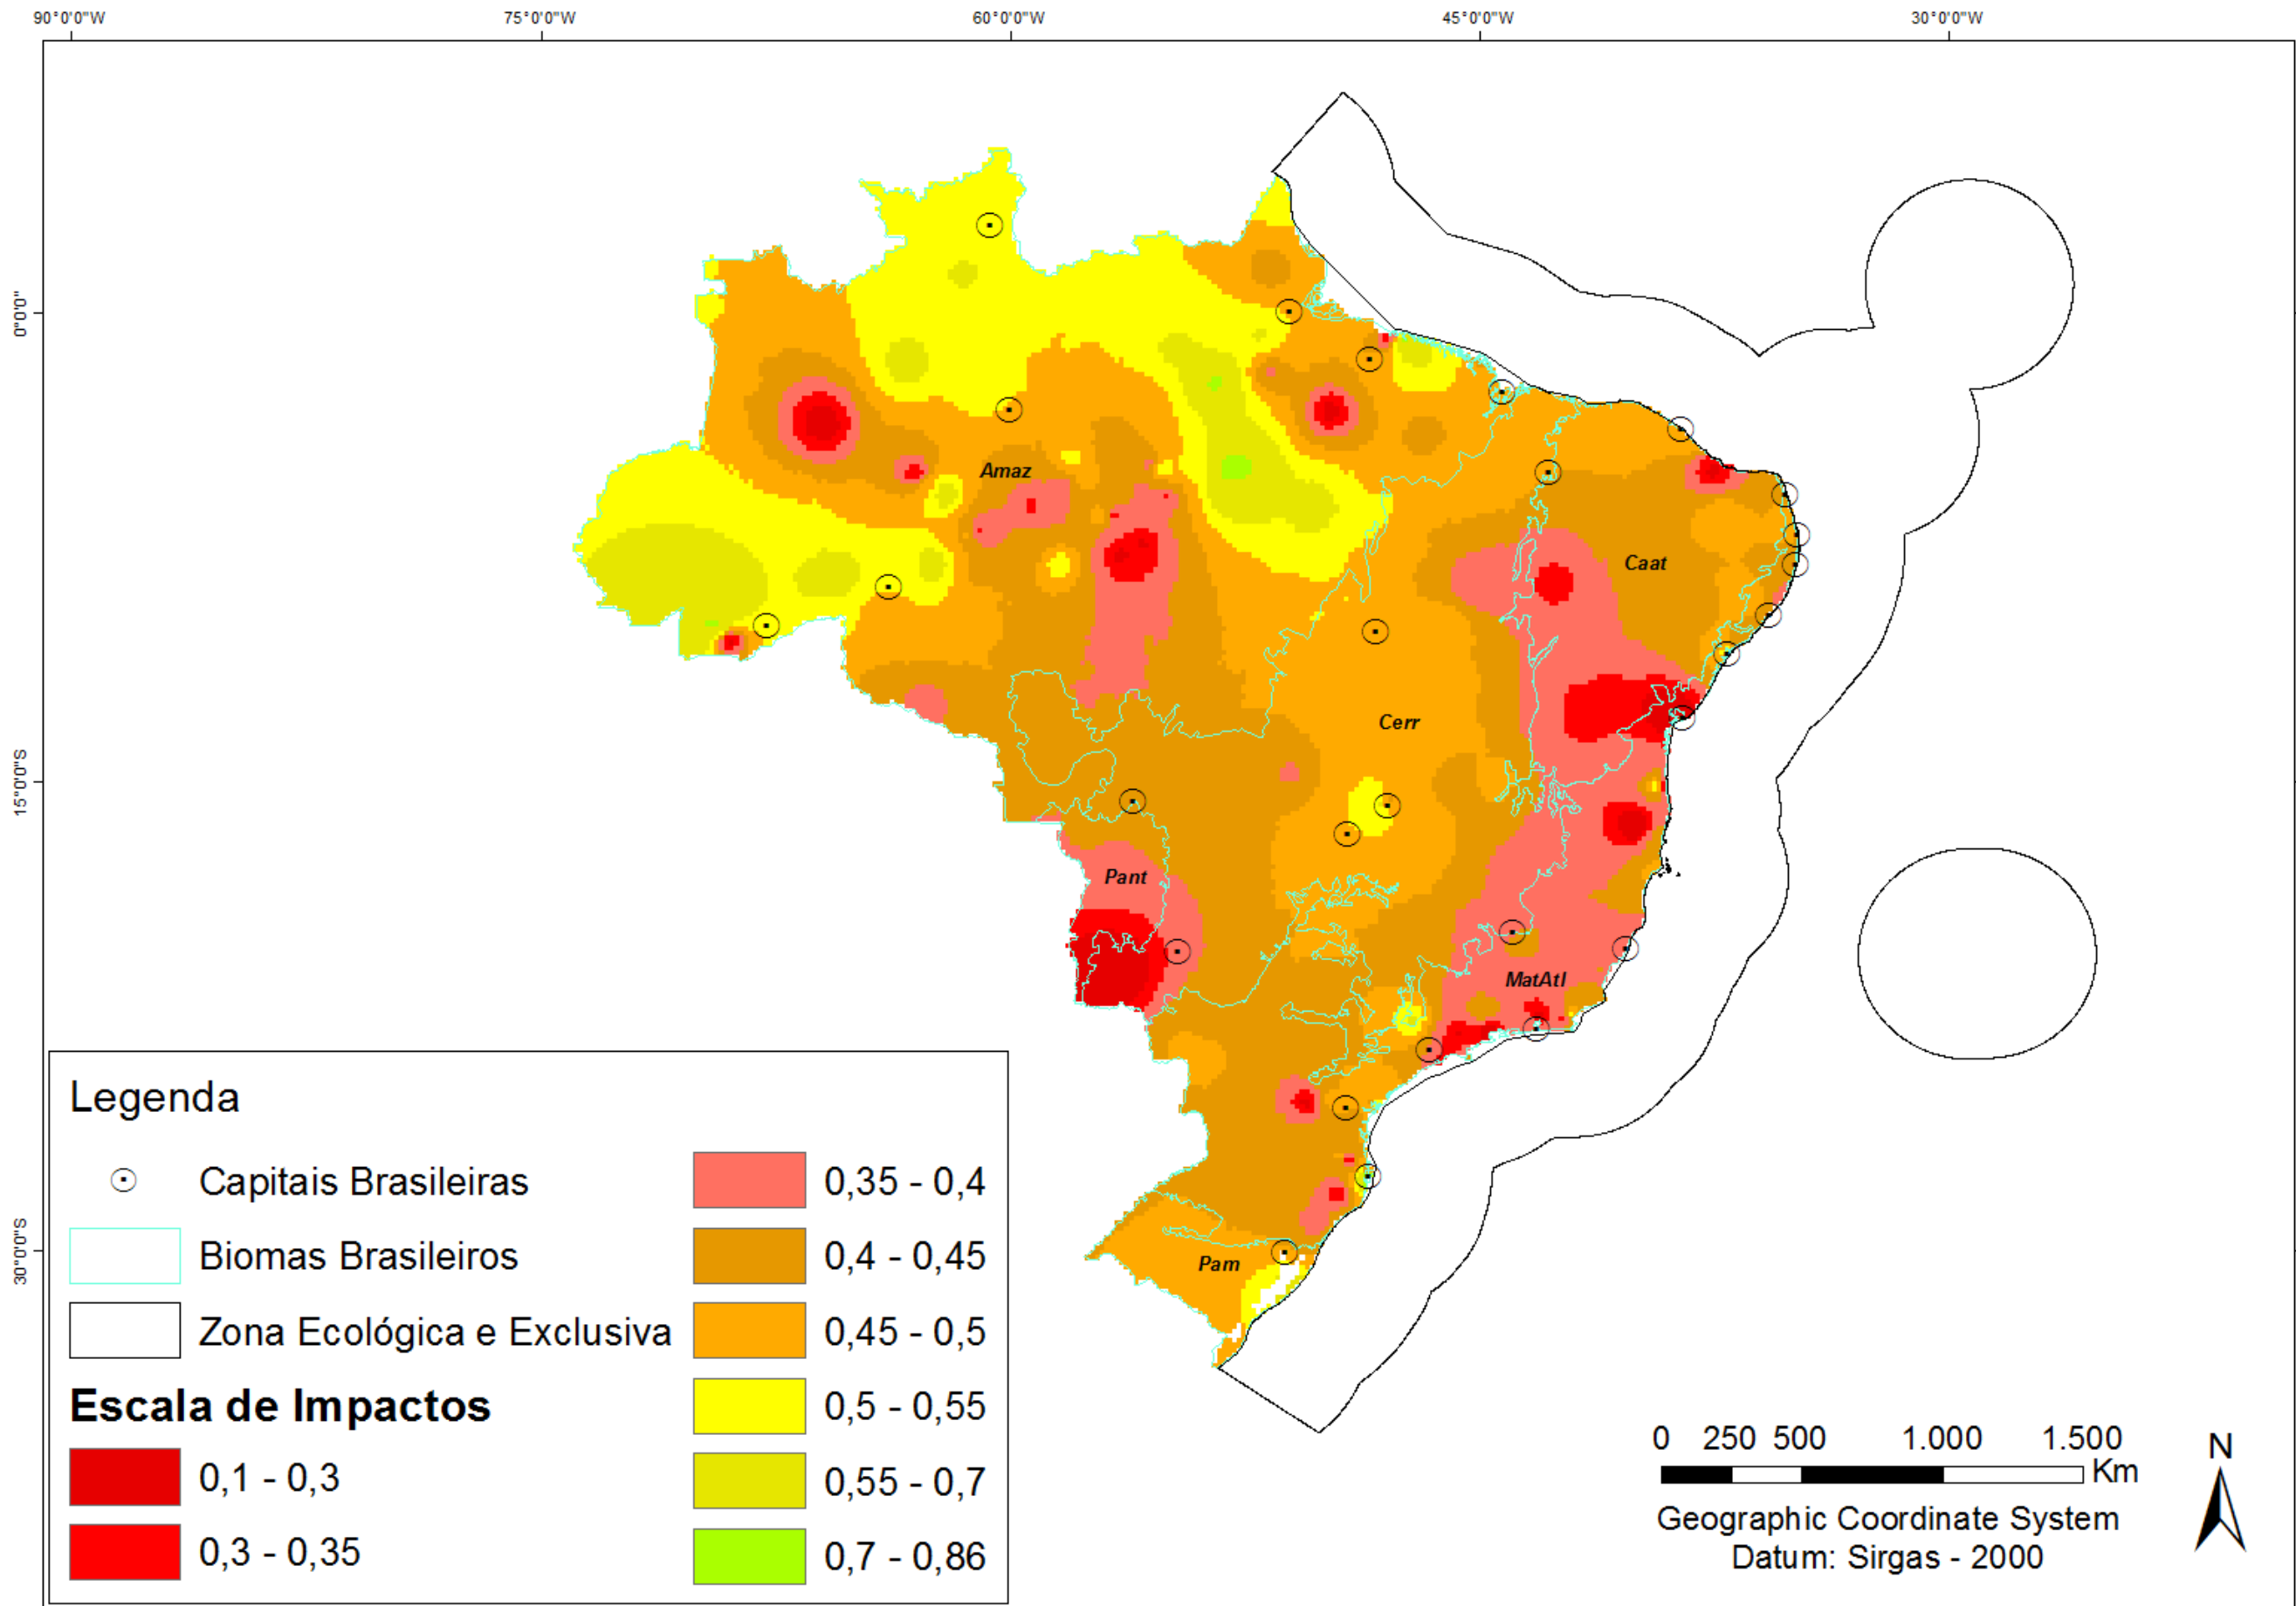 90°0'0"W 75°0'0"W 60°0'0"W 45°0'0"W 30°0'0"W
0°0'0"
15°0'0"S
30°0'0"S
Amaz
Caat
Cerr
Pant
MatAtl
Pam
Legenda
Capitais Brasileiras
Biomas Brasileiros
Zona Ecológica e Exclusiva
Escala de Impactos
0,1 - 0,3
0,3 - 0,35
0,35 - 0,4
0,4 - 0,45
0,45 - 0,5
0,5 - 0,55
0,55 - 0,7
0,7 - 0,86
0 250 500 1.000 1.500
Km
Geographic Coordinate System
Datum: Sirgas - 2000
N